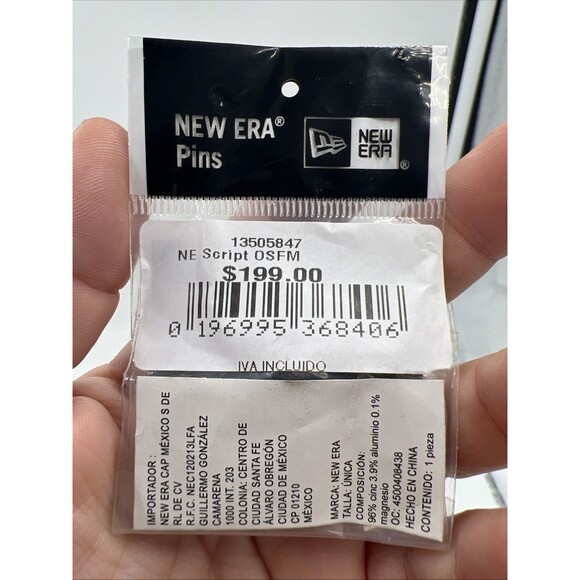 NEW ERA®
Pins
NEW
ERA®
13505847
NE Script OSFM
$199.00
0 196995 368406
IVA INCLUIDO
IMPORTADOR :
NEW ERA CAP MÉXICO S DE
RL DE CV
R.F.C. NEC120213LFA
GUILLERMO GONZÁLEZ
CAMARENA
1000 INT. 203
COLONIA: CENTRO DE
CIUDAD SANTA FE
ÁLVARO OBREGÓN
CIUDAD DE MÉXICO
CP 01210
MÉXICO
MARCA: NEW ERA
TALLA: ÚNICA
COMPOSICIÓN:
96% cinc 3.9% aluminio 0.1%
magnesio
OC: 4500408438
HECHO EN CHINA
CONTENIDO: 1 pieza